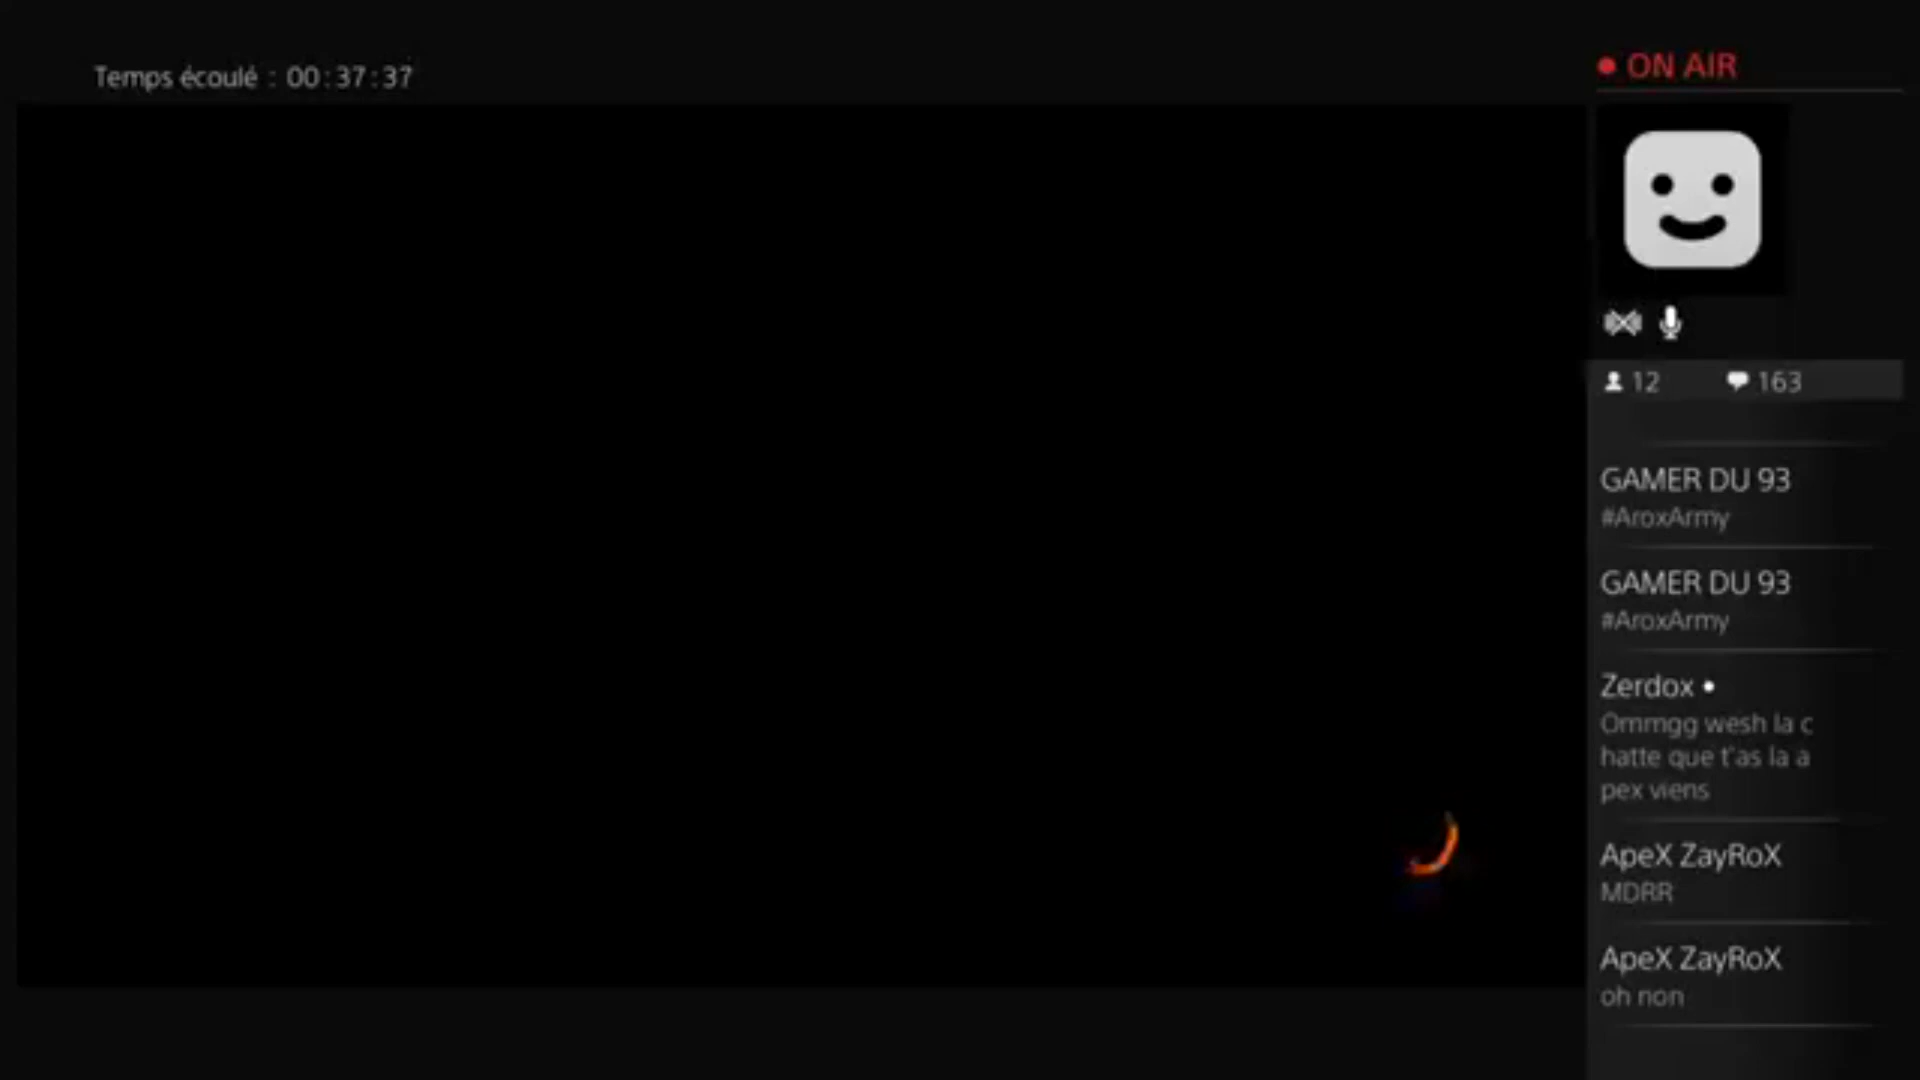 Temps écoulé : 00:37:37
ON AIR
12 163
GAMER DU 93
#AroxArmy
GAMER DU 93
#AroxArmy
Zerdox •
Ommgg wesh la c
hatte que t'as la a
pex viens
ApeX ZayRoX
MDRR
ApeX ZayRoX
oh non